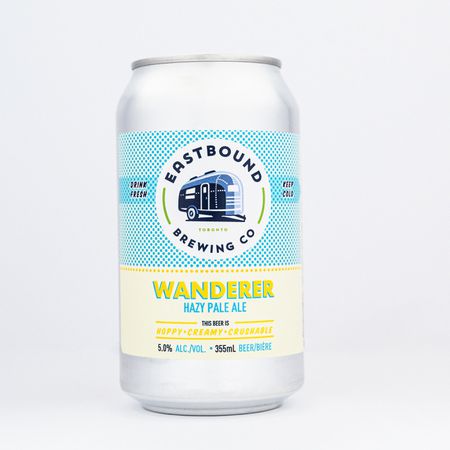 EASTBOUND
DRINK
FRESH
KEEP
COLD
TORONTO
BREWING CO
WANDERER
HAZY PALE ALE
THIS BEER IS
HOPPY • CREAMY • CRUSHABLE
5.0% ALC./VOL. • 355mL BEER/BIÈRE